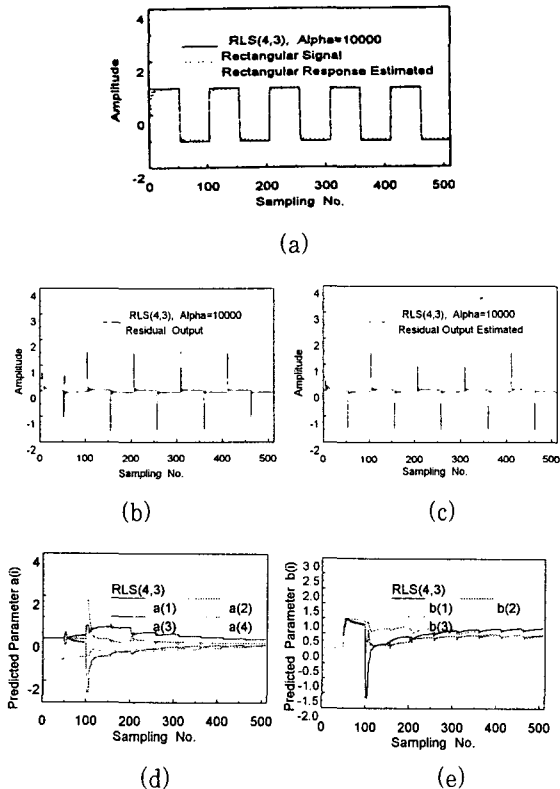 RLS(4,3), Alpha=10000
Rectangular Signal
Rectangular Response Estimated
Amplitude
4
2
0
-2
0 100 200 300 400 500
Sampling No.
(a)
RLS(4,3), Alpha=10000
Residual Output
Amplitude
4
3
2
1
0
-1
-2
0 100 200 300 400 500
Sampling No.
(b)
RLS(4,3), Alpha=10000
Residual Output Estimated
Amplitude
4
3
2
1
0
-1
-2
0 100 200 300 400 500
Sampling No.
(c)
RLS(4,3)
a(1) a(2)
a(3) a(4)
Predicted Parameter a(i)
4
2
0
-2
0 100 200 300 400 500
Sampling No.
(d)
RLS(4,3)
b(1) b(2)
b(3)
Predicted Parameter b(i)
3.0
2.5
2.0
1.5
1.0
0.5
0.0
-0.5
-1.0
-1.5
-2.0
0 100 200 300 400 500
Sampling No.
(e)